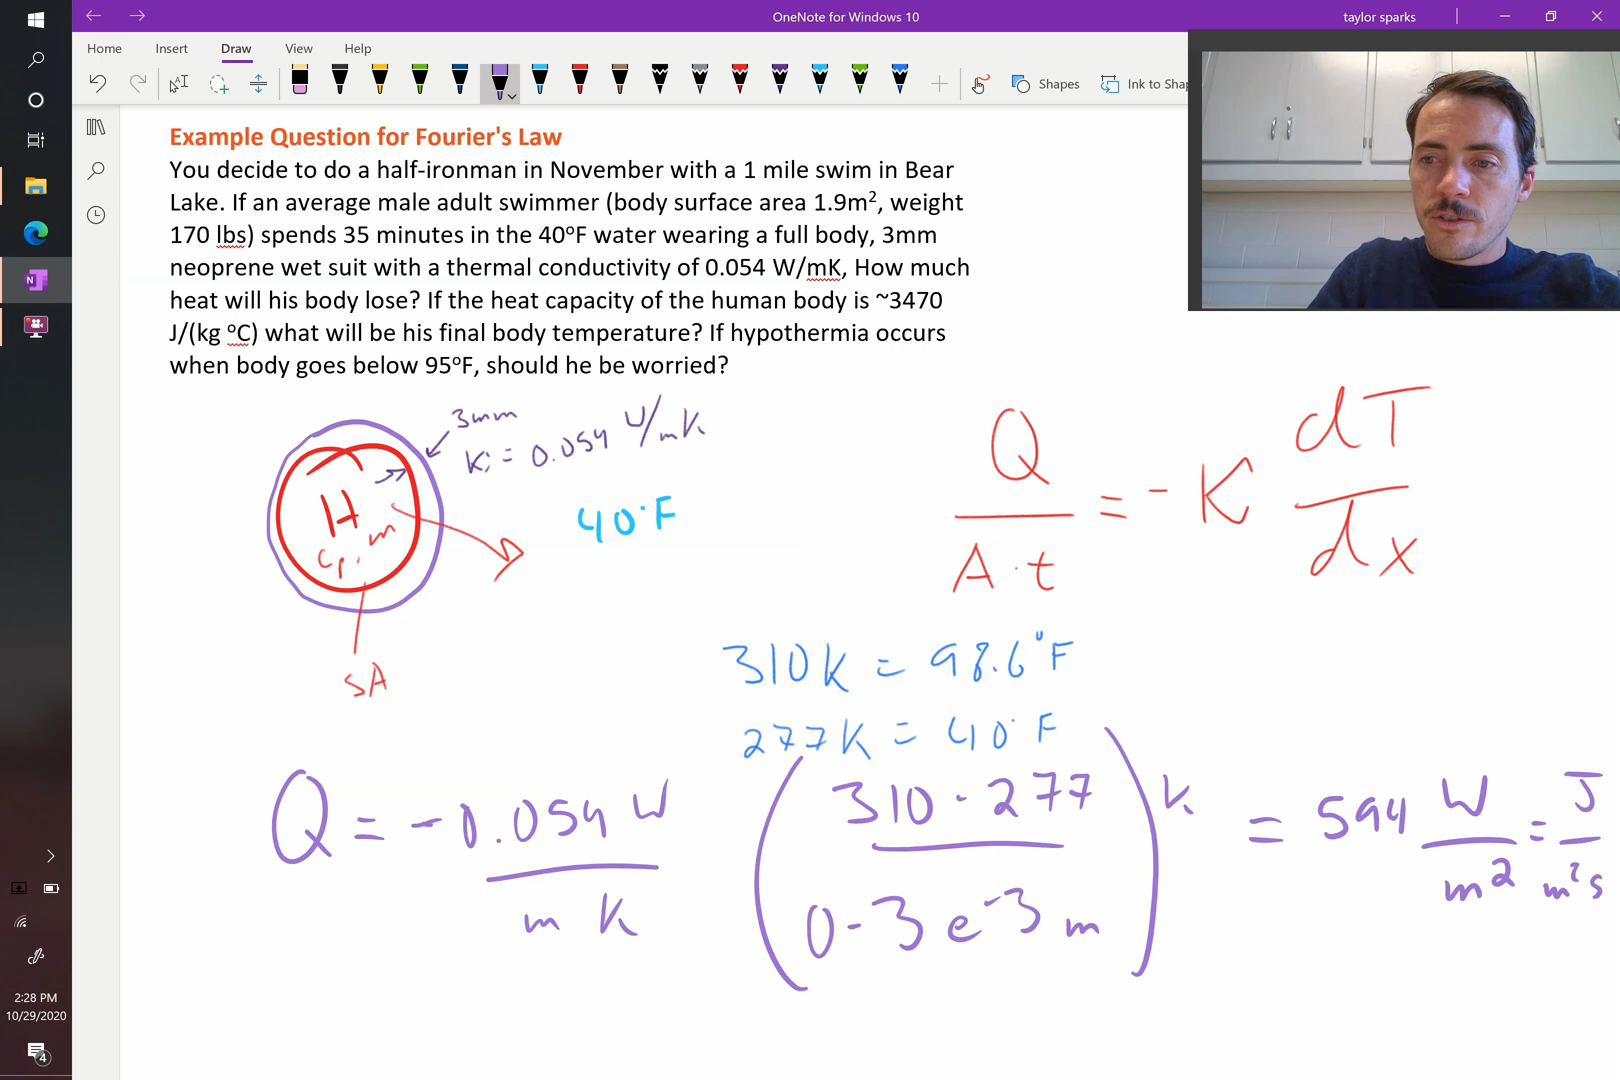 OneNote for Windows 10
taylor sparks
Home Insert Draw View Help
Shapes
Ink to Shap
Example Question for Fourier's Law
You decide to do a half-ironman in November with a 1 mile swim in Bear
Lake. If an average male adult swimmer (body surface area 1.9m², weight
170 lbs) spends 35 minutes in the 40°F water wearing a full body, 3mm
neoprene wet suit with a thermal conductivity of 0.054 W/mK, How much
heat will his body lose? If the heat capacity of the human body is ~3470
J/(kg °C) what will be his final body temperature? If hypothermia occurs
when body goes below 95°F, should he be worried?
3mm
K = 0.054 W/mK
H
Cp. m
SA
40°F
Q/(A·t) = -K dT/dx
310K = 98.6°F
277K = 40°F
Q = -0.054 W/(m K) ((310-277)/(0-3e-3 m)) K = 594 W/m² = J/m²s
2:28 PM
10/29/2020
4